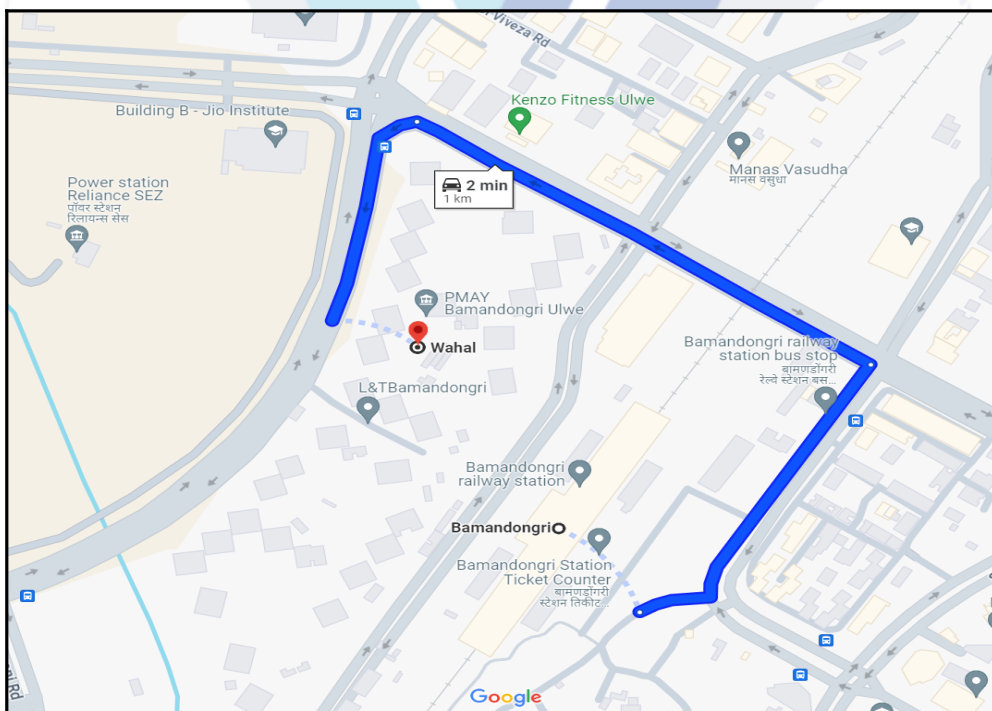 Viveza Rd
Kenzo Fitness Ulwe
Building B - Jio Institute
Manas Vasudha
मानस वसुधा
2 min
1 km
Power station
Reliance SEZ
पॉवर स्टेशन
रिलायन्स सेस
PMAY
Bamandongri Ulwe
Wahal
Bamandongri railway
station bus stop
बामणडोंगरी
रेल्वे स्टेशन बस...
L&TBamandongri
Bamandongri
railway station
Bamandongri
Bamandongri Station
Ticket Counter
बामणडोंगरी
स्टेशन तिकीट...
Rd
Google